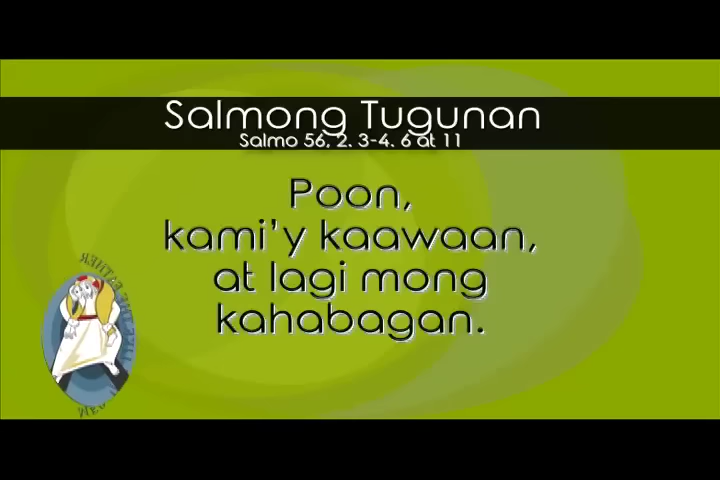 Salmong Tugunan
Salmo 56, 2. 3-4. 6 at 11
Poon,
kami'y kaawaan,
at lagi mong
kahabagan.